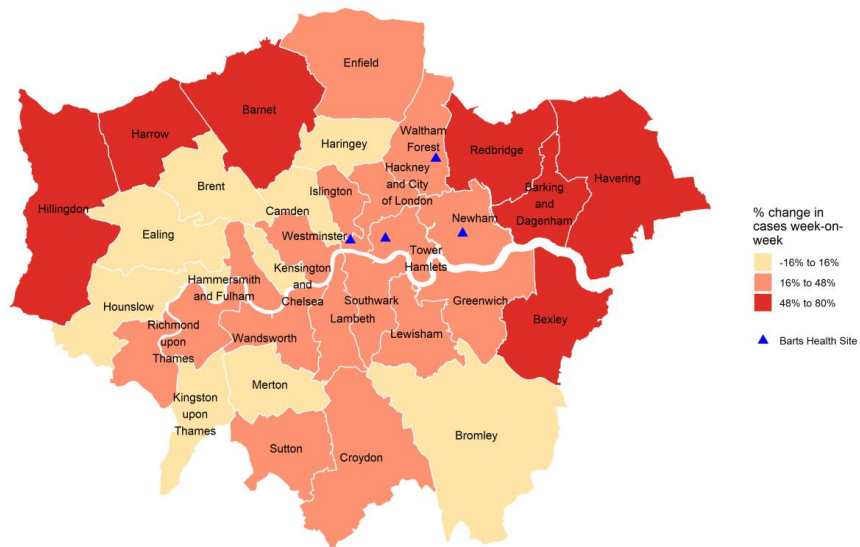 Enfield
Barnet
Harrow
Haringey
Waltham
Forest
Redbridge
Havering
Hackney
and City
of London
Barking
and
Dagenham
Brent
Islington
Hillingdon
Camden
Newham
Ealing
Westminster
Tower
Hamlets
Kensington
and
Chelsea
Hammersmith
and Fulham
Hounslow
Southwark
Lambeth
Greenwich
Bexley
Richmond
upon
Thames
Wandsworth
Lewisham
Merton
Kingston
upon
Thames
Bromley
Sutton
Croydon
% change in
cases week-on-
week
-16% to 16%
16% to 48%
48% to 80%
Barts Health Site